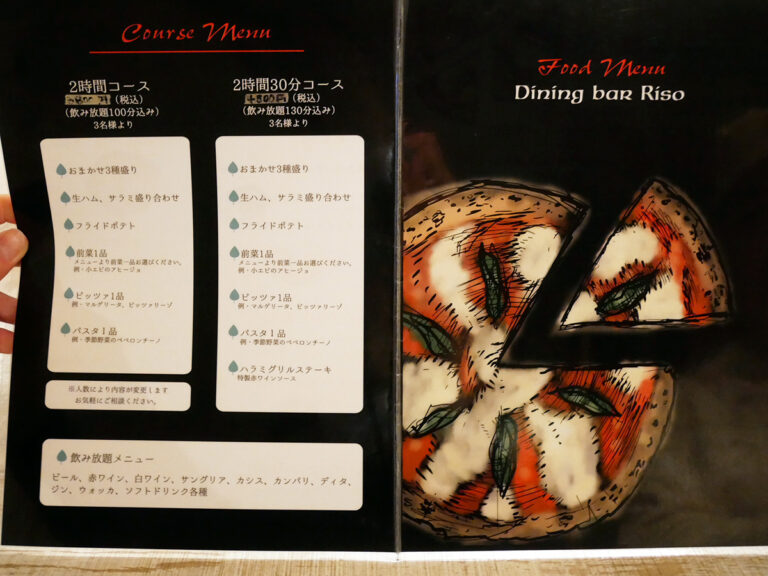 Course Menu
2時間コース
(税込)
(飲み放題100分込み)
3名様より
おまかせ3種盛り
生ハム、サラミ盛り合わせ
フライドポテト
前菜1品
メニューより前菜一品お選びください。
例・小エビのアヒージョ
ピッツァ1品
例・マルゲリータ、ピッツァリーゾ
パスタ1品
例・季節野菜のペペロンチーノ
※人数により内容が変更します
お気軽にご相談ください。
2時間30分コース
(税込)
(飲み放題130分込み)
3名様より
おまかせ3種盛り
生ハム、サラミ盛り合わせ
フライドポテト
前菜1品
メニューより前菜一品お選びください。
例・小エビのアヒージョ
ピッツァ1品
例・マルゲリータ、ピッツァリーゾ
パスタ1品
例・季節野菜のペペロンチーノ
ハラミグリルステーキ
特製赤ワインソース
飲み放題メニュー
ビール、赤ワイン、白ワイン、サングリア、カシス、カンパリ、ディタ、
ジン、ウォッカ、ソフトドリンク各種
Food Menu
Dining bar Riso